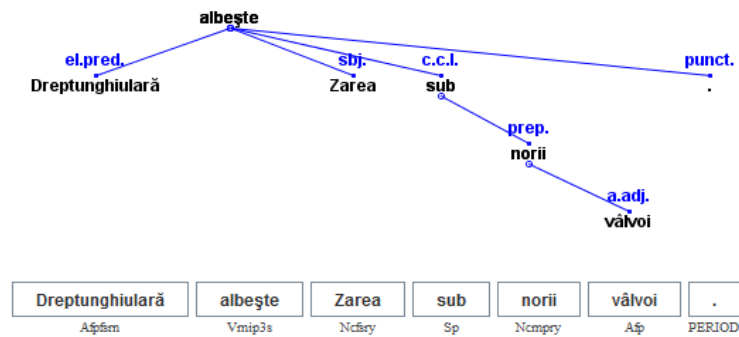 albeşte
el.pred. sbj. c.c.l. punct.
Dreptunghiulară Zarea sub .
prep.
norii
a.adj.
vâlvoi
Dreptunghiulară albeşte Zarea sub norii vâlvoi .
Afpfsrn Vmip3s Ncfsry Sp Ncmpry Afp PERIOD